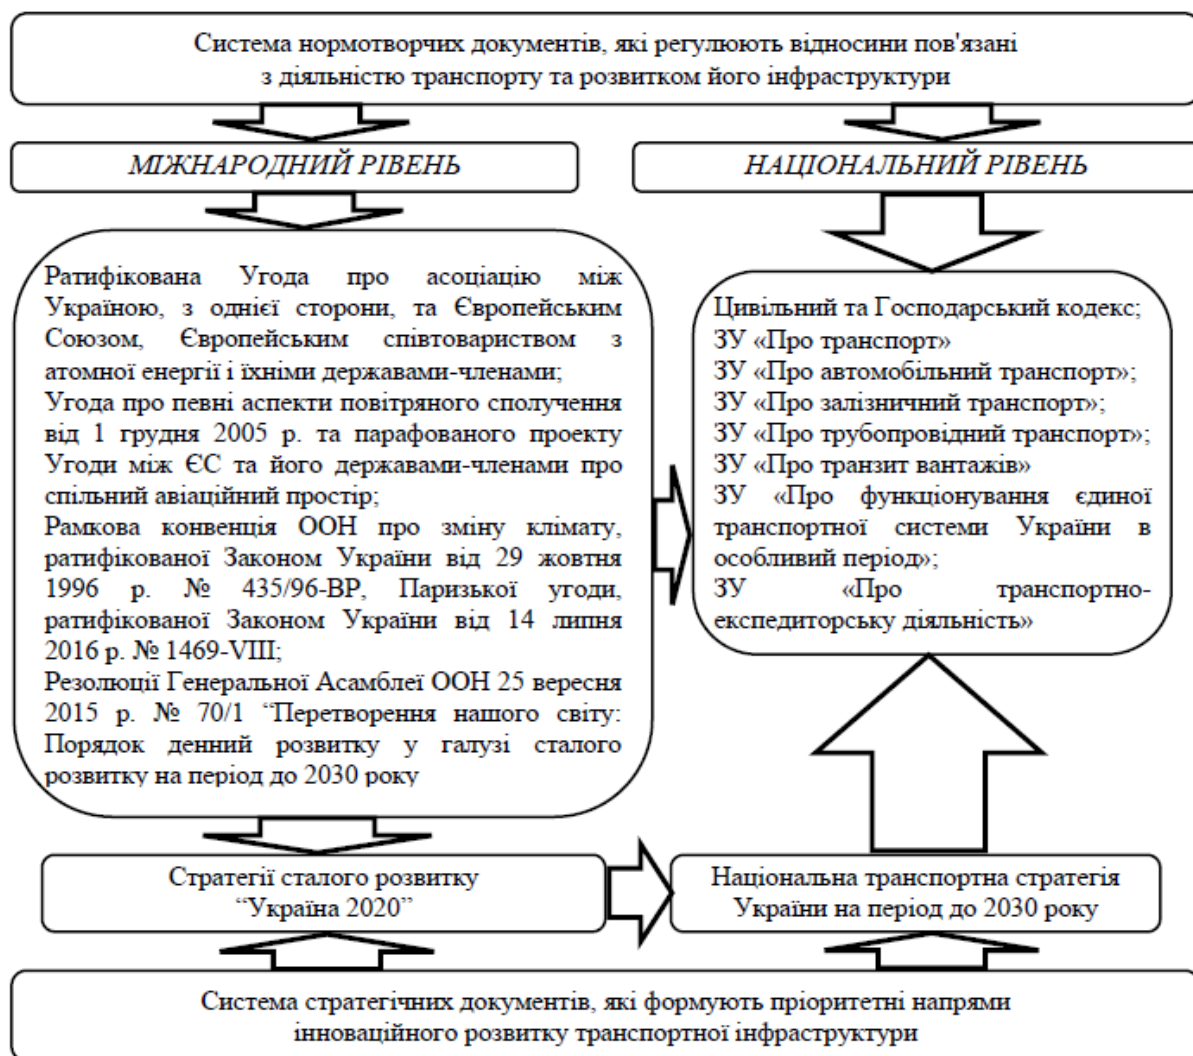 Система нормотворчих документів, які регулюють відносини пов'язані
з діяльністю транспорту та розвитком його інфраструктури
МІЖНАРОДНИЙ РІВЕНЬ
НАЦІОНАЛЬНИЙ РІВЕНЬ
Ратифікована Угода про асоціацію між
Україною, з однієї сторони, та Європейським
Союзом, Європейським співтовариством з
атомної енергії і їхніми державами-членами;
Угода про певні аспекти повітряного сполучення
від 1 грудня 2005 р. та парафованого проекту
Угоди між ЄС та його державами-членами про
спільний авіаційний простір;
Рамкова конвенція ООН про зміну клімату,
ратифікованої Законом України від 29 жовтня
1996 р. № 435/96-ВР, Паризької угоди,
ратифікованої Законом України від 14 липня
2016 р. № 1469-VIII;
Резолюції Генеральної Асамблеї ООН 25 вересня
2015 р. № 70/1 “Перетворення нашого світу:
Порядок денний розвитку у галузі сталого
розвитку на період до 2030 року
Цивільний та Господарський кодекс;
ЗУ «Про транспорт»
ЗУ «Про автомобільний транспорт»;
ЗУ «Про залізничний транспорт»;
ЗУ «Про трубопровідний транспорт»;
ЗУ «Про транзит вантажів»
ЗУ «Про функціонування єдиної
транспортної системи України в
особливий період»;
ЗУ «Про транспортно-
експедиторську діяльність»
Стратегії сталого розвитку
“Україна 2020”
Національна транспортна стратегія
України на період до 2030 року
Система стратегічних документів, які формують пріоритетні напрями
інноваційного розвитку транспортної інфраструктури